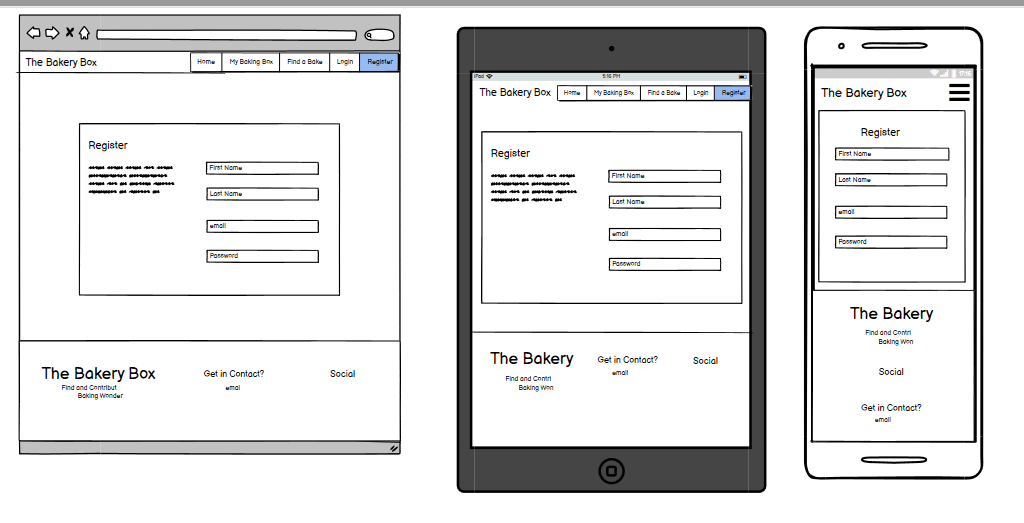 The Bakery Box
Home
My Baking Box
Find a Bake
Login
Register
Register
First Name
Last Name
email
Password
The Bakery Box
Find and Contribut
Baking Wonder
Get in Contact?
emai
Social
iPad
5:16 PM
The Bakery Box
Home
My Baking Box
Find a Bake
Login
Register
Register
First Name
Last Name
email
Password
The Bakery
Find and Contri
Baking Won
Get in Contact?
email
Social
17:15
The Bakery Box
Register
First Name
Last Name
email
Password
The Bakery
Find and Contri
Baking Won
Social
Get in Contact?
email